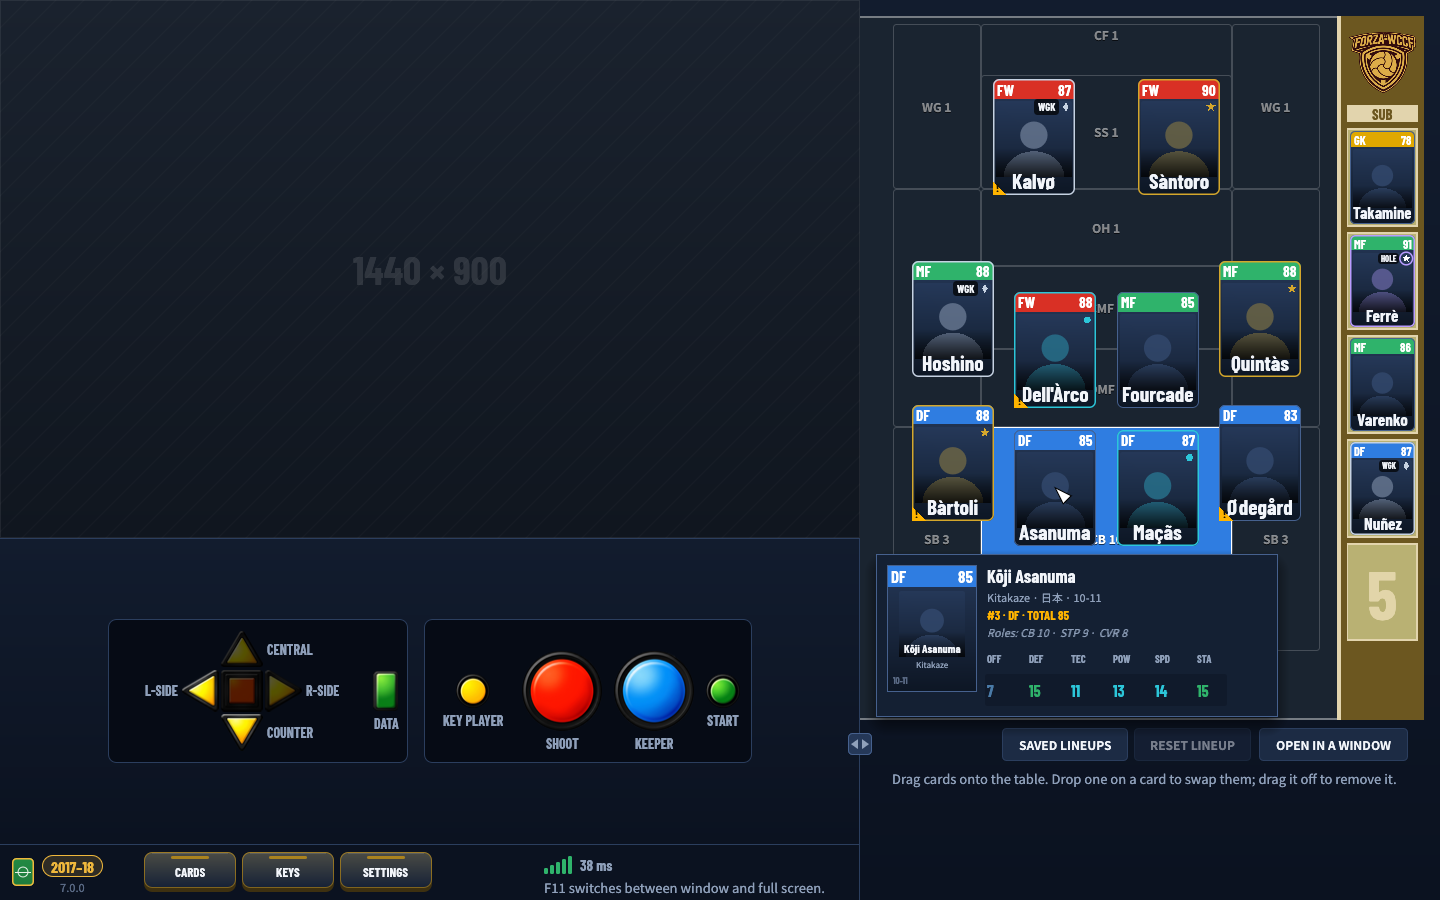 1440 × 900
CENTRAL
L-SIDE
R-SIDE
COUNTER
DATA
KEY PLAYER
SHOOT
KEEPER
START
2017-18
7.0.0
CARDS
KEYS
SETTINGS
38 ms
F11 switches between window and full screen.
CF 1
WG 1
SS 1
WG 1
FW 87
WGK
Kalvø
FW 90
Sàntoro
OH 1
MF 88
WGK
Hoshino
FW 88
Dell'Àrco
MF
MF 85
Fourcade
MF
MF 88
Quintàs
DF 88
Bàrtoli
DF 85
Asanuma
DF 87
Maçãs
DF 83
Ødegård
SB 3
SB 3
DF 85
Kōji Asanuma
Kitakaze
10-11
Kōji Asanuma
Kitakaze · 日本 · 10-11
#3 · DF · TOTAL 85
Roles: CB 10 · STP 9 · CVR 8
OFF DEF TEC POW SPD STA
7 15 11 13 14 15
FORZA-WCCF
SUB
GK 78
Takamine
MF 91
HOLE
Ferrè
MF 86
Varenko
DF 87
WGK
Nuñez
5
SAVED LINEUPS
RESET LINEUP
OPEN IN A WINDOW
Drag cards onto the table. Drop one on a card to swap them; drag it off to remove it.